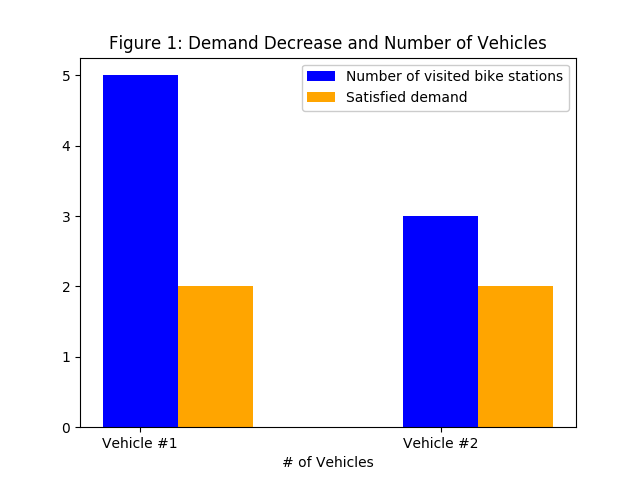 Figure 1: Demand Decrease and Number of Vehicles
Number of visited bike stations
Satisfied demand
5
4
3
2
1
0
Vehicle #1
Vehicle #2
# of Vehicles